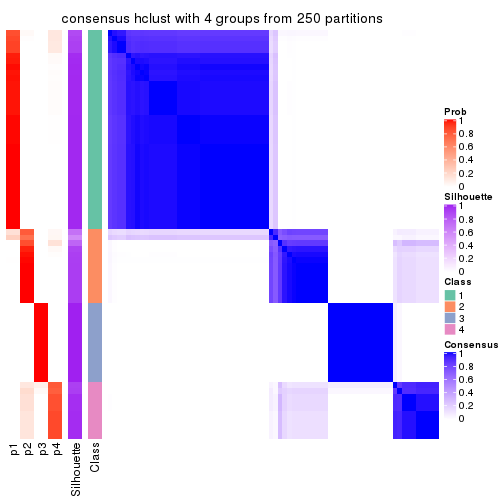 consensus hclust with 4 groups from 250 partitions
Prob
1
0.8
0.6
0.4
0.2
0
Silhouette
1
0.8
0.6
0.4
0.2
0
Class
1
2
3
4
Consensus
1
0.8
0.6
0.4
0.2
0
p1
p2
p3
p4
Silhouette
Class